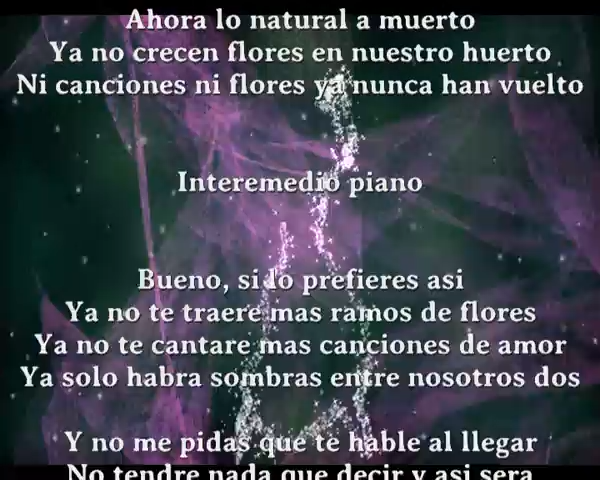 Ahora lo natural a muerto
Ya no crecen flores en nuestro huerto
Ni canciones ni flores ya nunca han vuelto
Interemedio piano
Bueno, si lo prefieres asi
Ya no te traere mas ramos de flores
Ya no te cantare mas canciones de amor
Ya solo habra sombras entre nosotros dos
Y no me pidas que te hable al llegar
No tendre nada que decir y asi sera